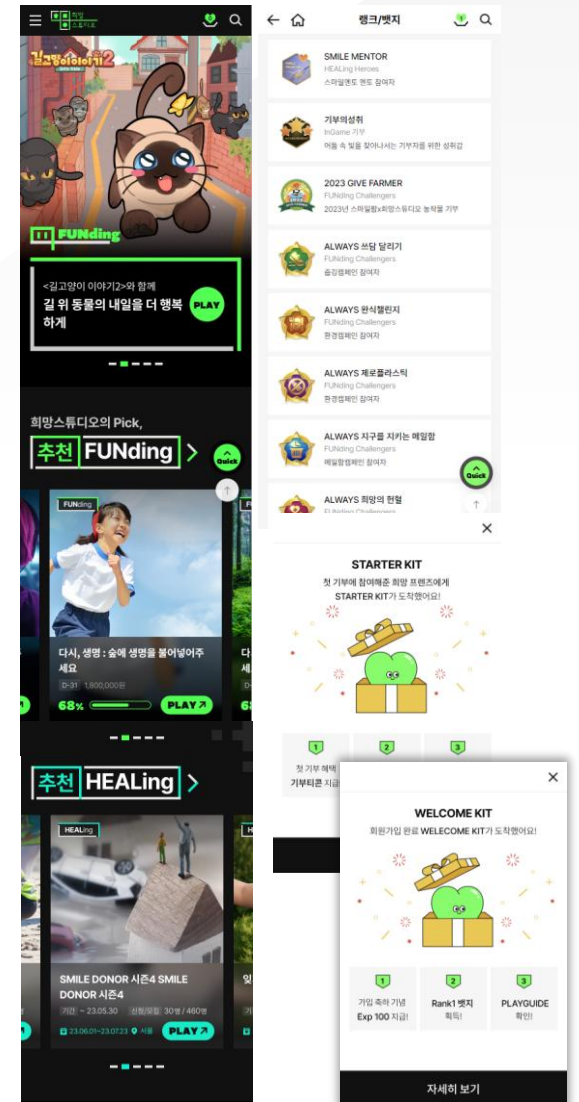 희망
스튜디오
길고양이이야기2
FUNding
<길고양이 이야기2>와 함께
길 위 동물의 내일을 더 행복
하게
PLAY
희망스튜디오의 Pick,
추천 FUNding >
Quick
FUNding
다시, 생명 : 숲에 생명을 불어넣어주
세요
D-31 1,800,000원
68% PLAY
추천 HEALing >
HEALing
SMILE DONOR 시즌4 SMILE
DONOR 시즌4
기간 ~ 23.05.30 신청/모집 30명 / 460명
23.06.01~23.07.23 서울 PLAY
랭크/뱃지
SMILE MENTOR
HEALing Heroes
스마일멘토 멘토 참여자
기부의성취
InGame 기부
어둠 속 빛을 찾아나서는 기부자를 위한 성취감
2023 GIVE FARMER
FUNding Challengers
2023년 스마일팜x희망스튜디오 농작물 기부
ALWAYS 쓰담 달리기
FUNding Challengers
줍깅캠페인 참여자
ALWAYS 완식챌린지
FUNding Challengers
환경캠페인 참여자
ALWAYS 제로플라스틱
FUNding Challengers
환경캠페인 참여자
ALWAYS 지구를 지키는 메일함
FUNding Challengers
메일함캠페인 참여자
Quick
ALWAYS 희망의 헌혈
FUNding Challengers
STARTER KIT
첫 기부에 참여해준 희망 프렌즈에게
STARTER KIT가 도착했어요!
1
2
3
첫 기부 혜택
기부티콘 지급
WELCOME KIT
회원가입 완료 WELECOME KIT가 도착했어요!
1
2
3
가입 축하 기념
Exp 100 지급!
Rank1 뱃지
획득!
PLAYGUIDE
확인!
자세히 보기